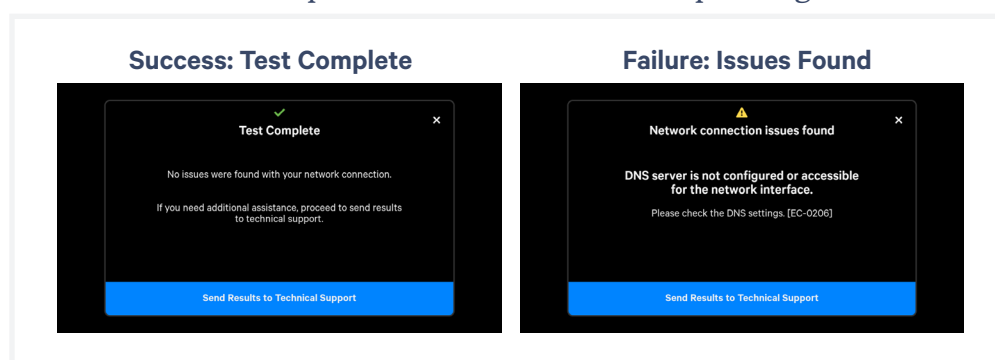 Success: Test Complete
Test Complete
No issues were found with your network connection.
If you need additional assistance, proceed to send results
to technical support.
Send Results to Technical Support
Failure: Issues Found
Network connection issues found
DNS server is not configured or accessible
for the network interface.
Please check the DNS settings. [EC-0206]
Send Results to Technical Support